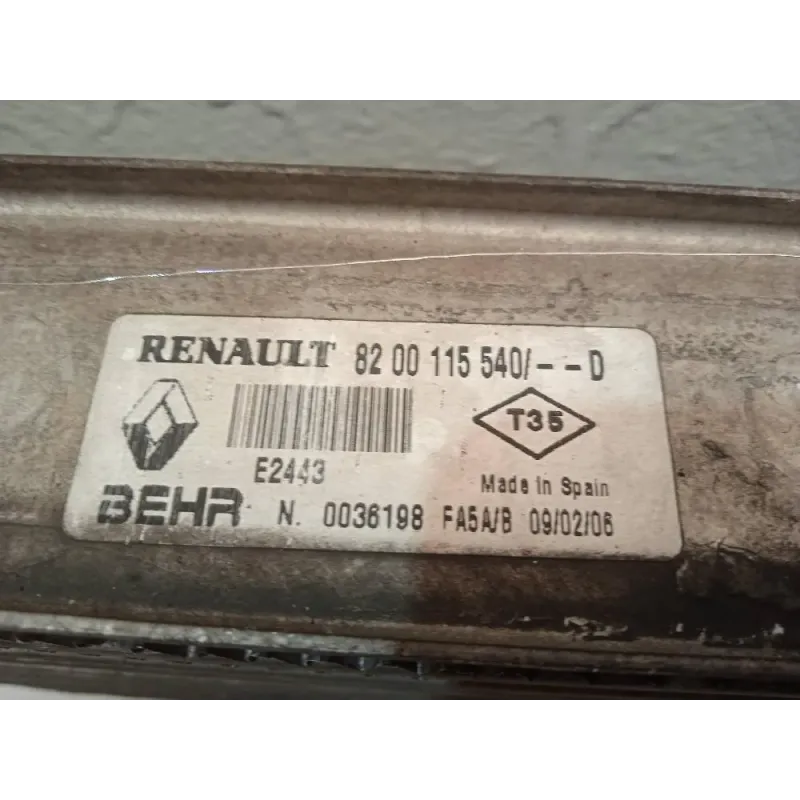 RENAULT 82 00 115 540/--D
T35
E2443
Made in Spain
BEHR N. 0036198 FA5A/B 09/02/06